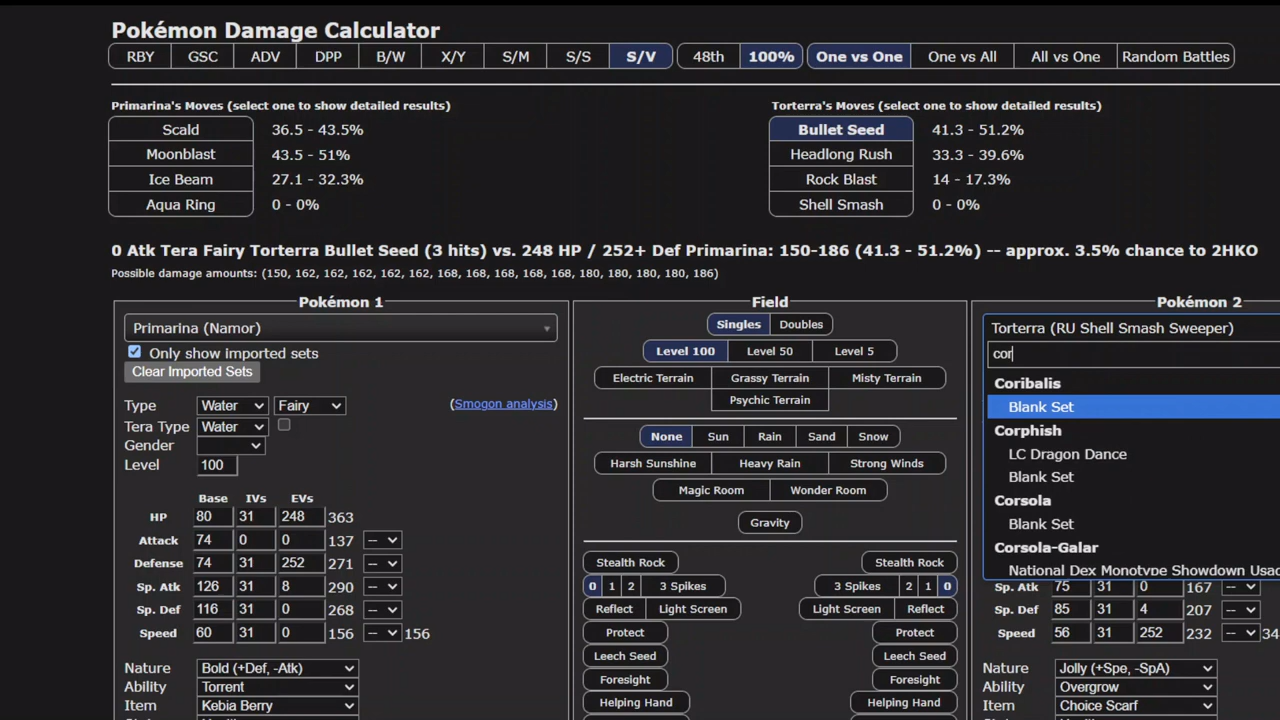 Pokémon Damage Calculator
RBY GSC ADV DPP B/W X/Y S/M S/S S/V 48th 100% One vs One One vs All All vs One Random Battles
Primarina's Moves (select one to show detailed results)
Scald 36.5 - 43.5%
Moonblast 43.5 - 51%
Ice Beam 27.1 - 32.3%
Aqua Ring 0 - 0%
Torterra's Moves (select one to show detailed results)
Bullet Seed 41.3 - 51.2%
Headlong Rush 33.3 - 39.6%
Rock Blast 14 - 17.3%
Shell Smash 0 - 0%
0 Atk Tera Fairy Torterra Bullet Seed (3 hits) vs. 248 HP / 252+ Def Primarina: 150-186 (41.3 - 51.2%) -- approx. 3.5% chance to 2HKO
Possible damage amounts: (150, 162, 162, 162, 162, 162, 168, 168, 168, 168, 168, 180, 180, 180, 180, 186)
Pokémon 1
Primarina (Namor)
Only show imported sets
Clear Imported Sets
Type Water Fairy (Smogon analysis)
Tera Type Water
Gender
Level 100
Base IVs EVs
HP 80 31 248 363
Attack 74 0 0 137 --
Defense 74 31 252 271 --
Sp. Atk 126 31 8 290 --
Sp. Def 116 31 0 268 --
Speed 60 31 0 156 -- 156
Nature Bold (+Def, -Atk)
Ability Torrent
Item Kebia Berry
Field
Singles Doubles
Level 100 Level 50 Level 5
Electric Terrain Grassy Terrain Misty Terrain
Psychic Terrain
None Sun Rain Sand Snow
Harsh Sunshine Heavy Rain Strong Winds
Magic Room Wonder Room
Gravity
Stealth Rock Stealth Rock
0 1 2 3 Spikes 3 Spikes 2 1 0
Reflect Light Screen Light Screen Reflect
Protect Protect
Leech Seed Leech Seed
Foresight Foresight
Helping Hand Helping Hand
Pokémon 2
Torterra (RU Shell Smash Sweeper)
cor
Coribalis
Blank Set
Corphish
LC Dragon Dance
Blank Set
Corsola
Blank Set
Corsola-Galar
National Dex Monotype Showdown
Sp. Atk 75 31 0 167 --
Sp. Def 85 31 4 207 --
Speed 56 31 252 232 --
Nature Jolly (+Spe, -SpA)
Ability Overgrow
Item Choice Scarf